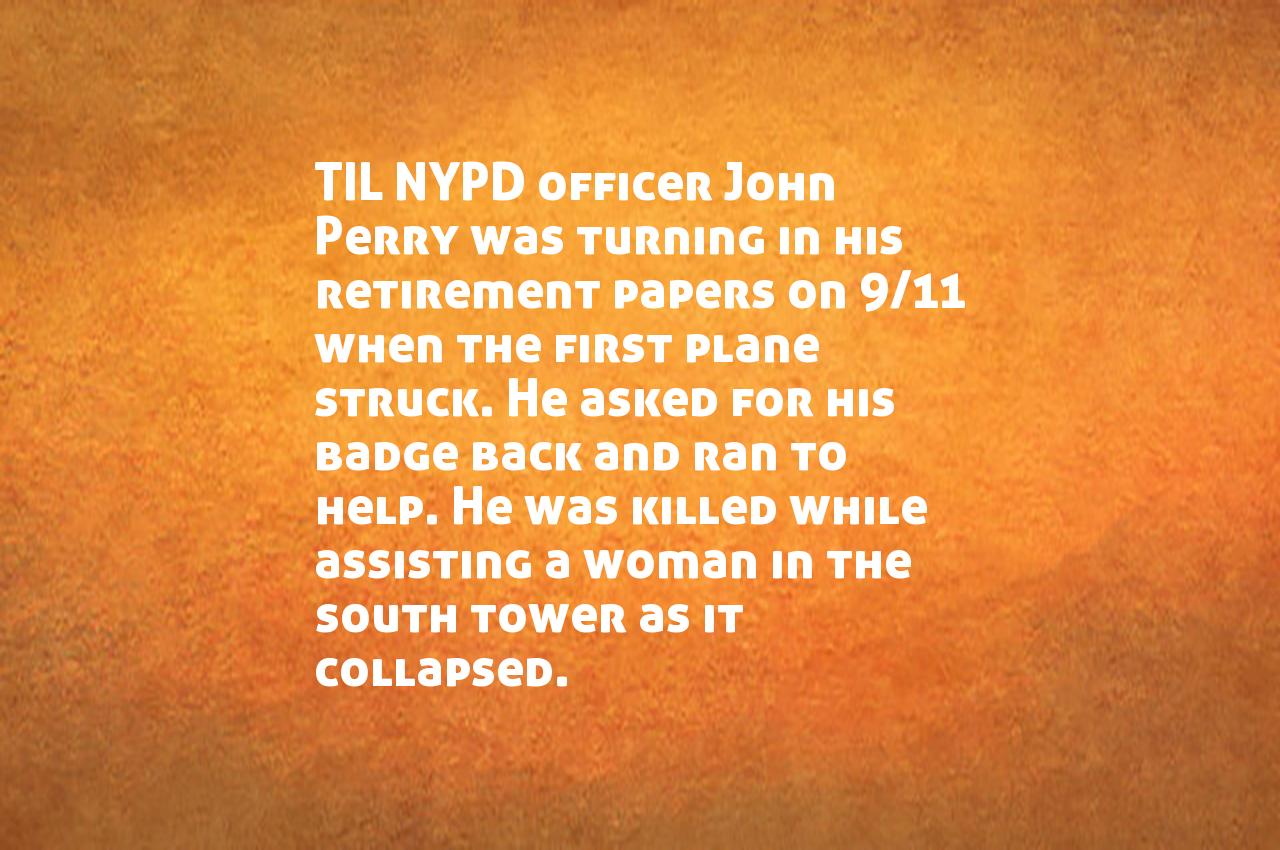 TIL NYPD officer John
Perry was turning in his
retirement papers on 9/11
when the first plane
struck. He asked for his
badge back and ran to
help. He was killed while
assisting a woman in the
south tower as it
collapsed.